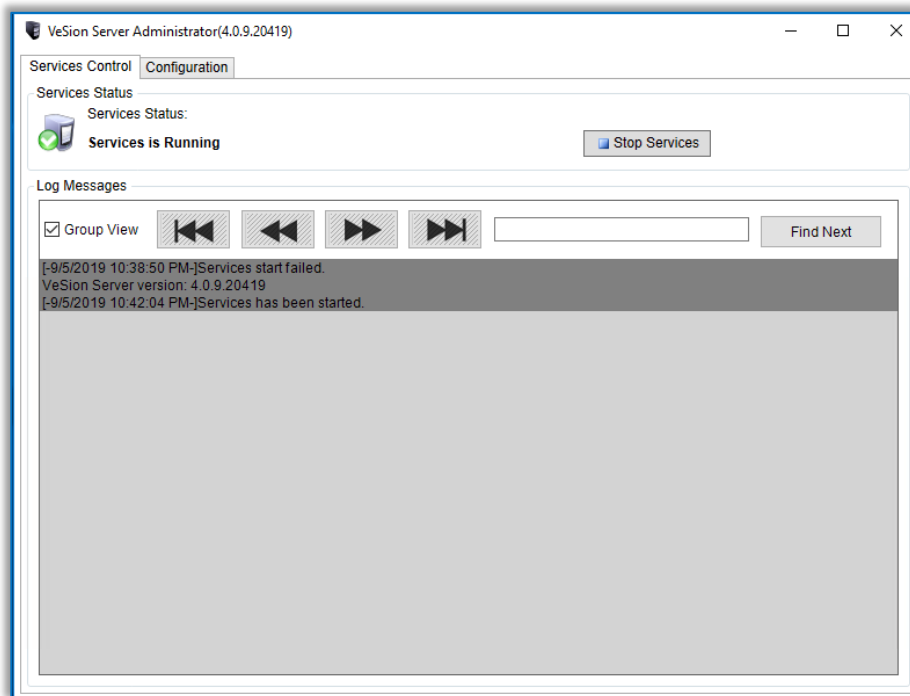 VeSion Server Administrator(4.0.9.20419)
Services Control Configuration
Services Status
Services Status:
Services is Running Stop Services
Log Messages
Group View Find Next
[-9/5/2019 10:38:50 PM-]Services start failed.
VeSion Server version: 4.0.9.20419
[-9/5/2019 10:42:04 PM-]Services has been started.